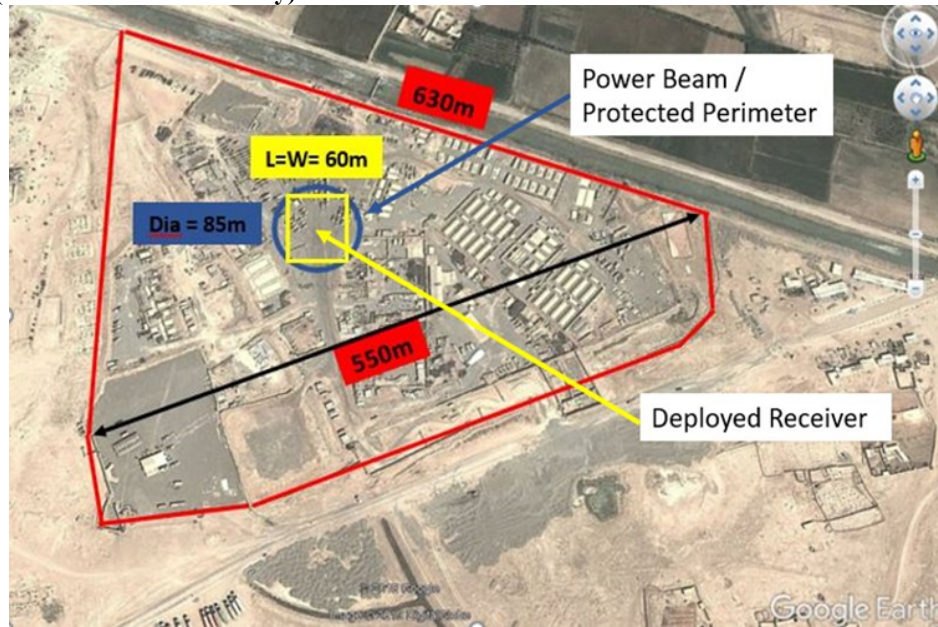 630m
Power Beam /
Protected Perimeter
L=W= 60m
Dia = 85m
550m
Deployed Receiver
Google Earth